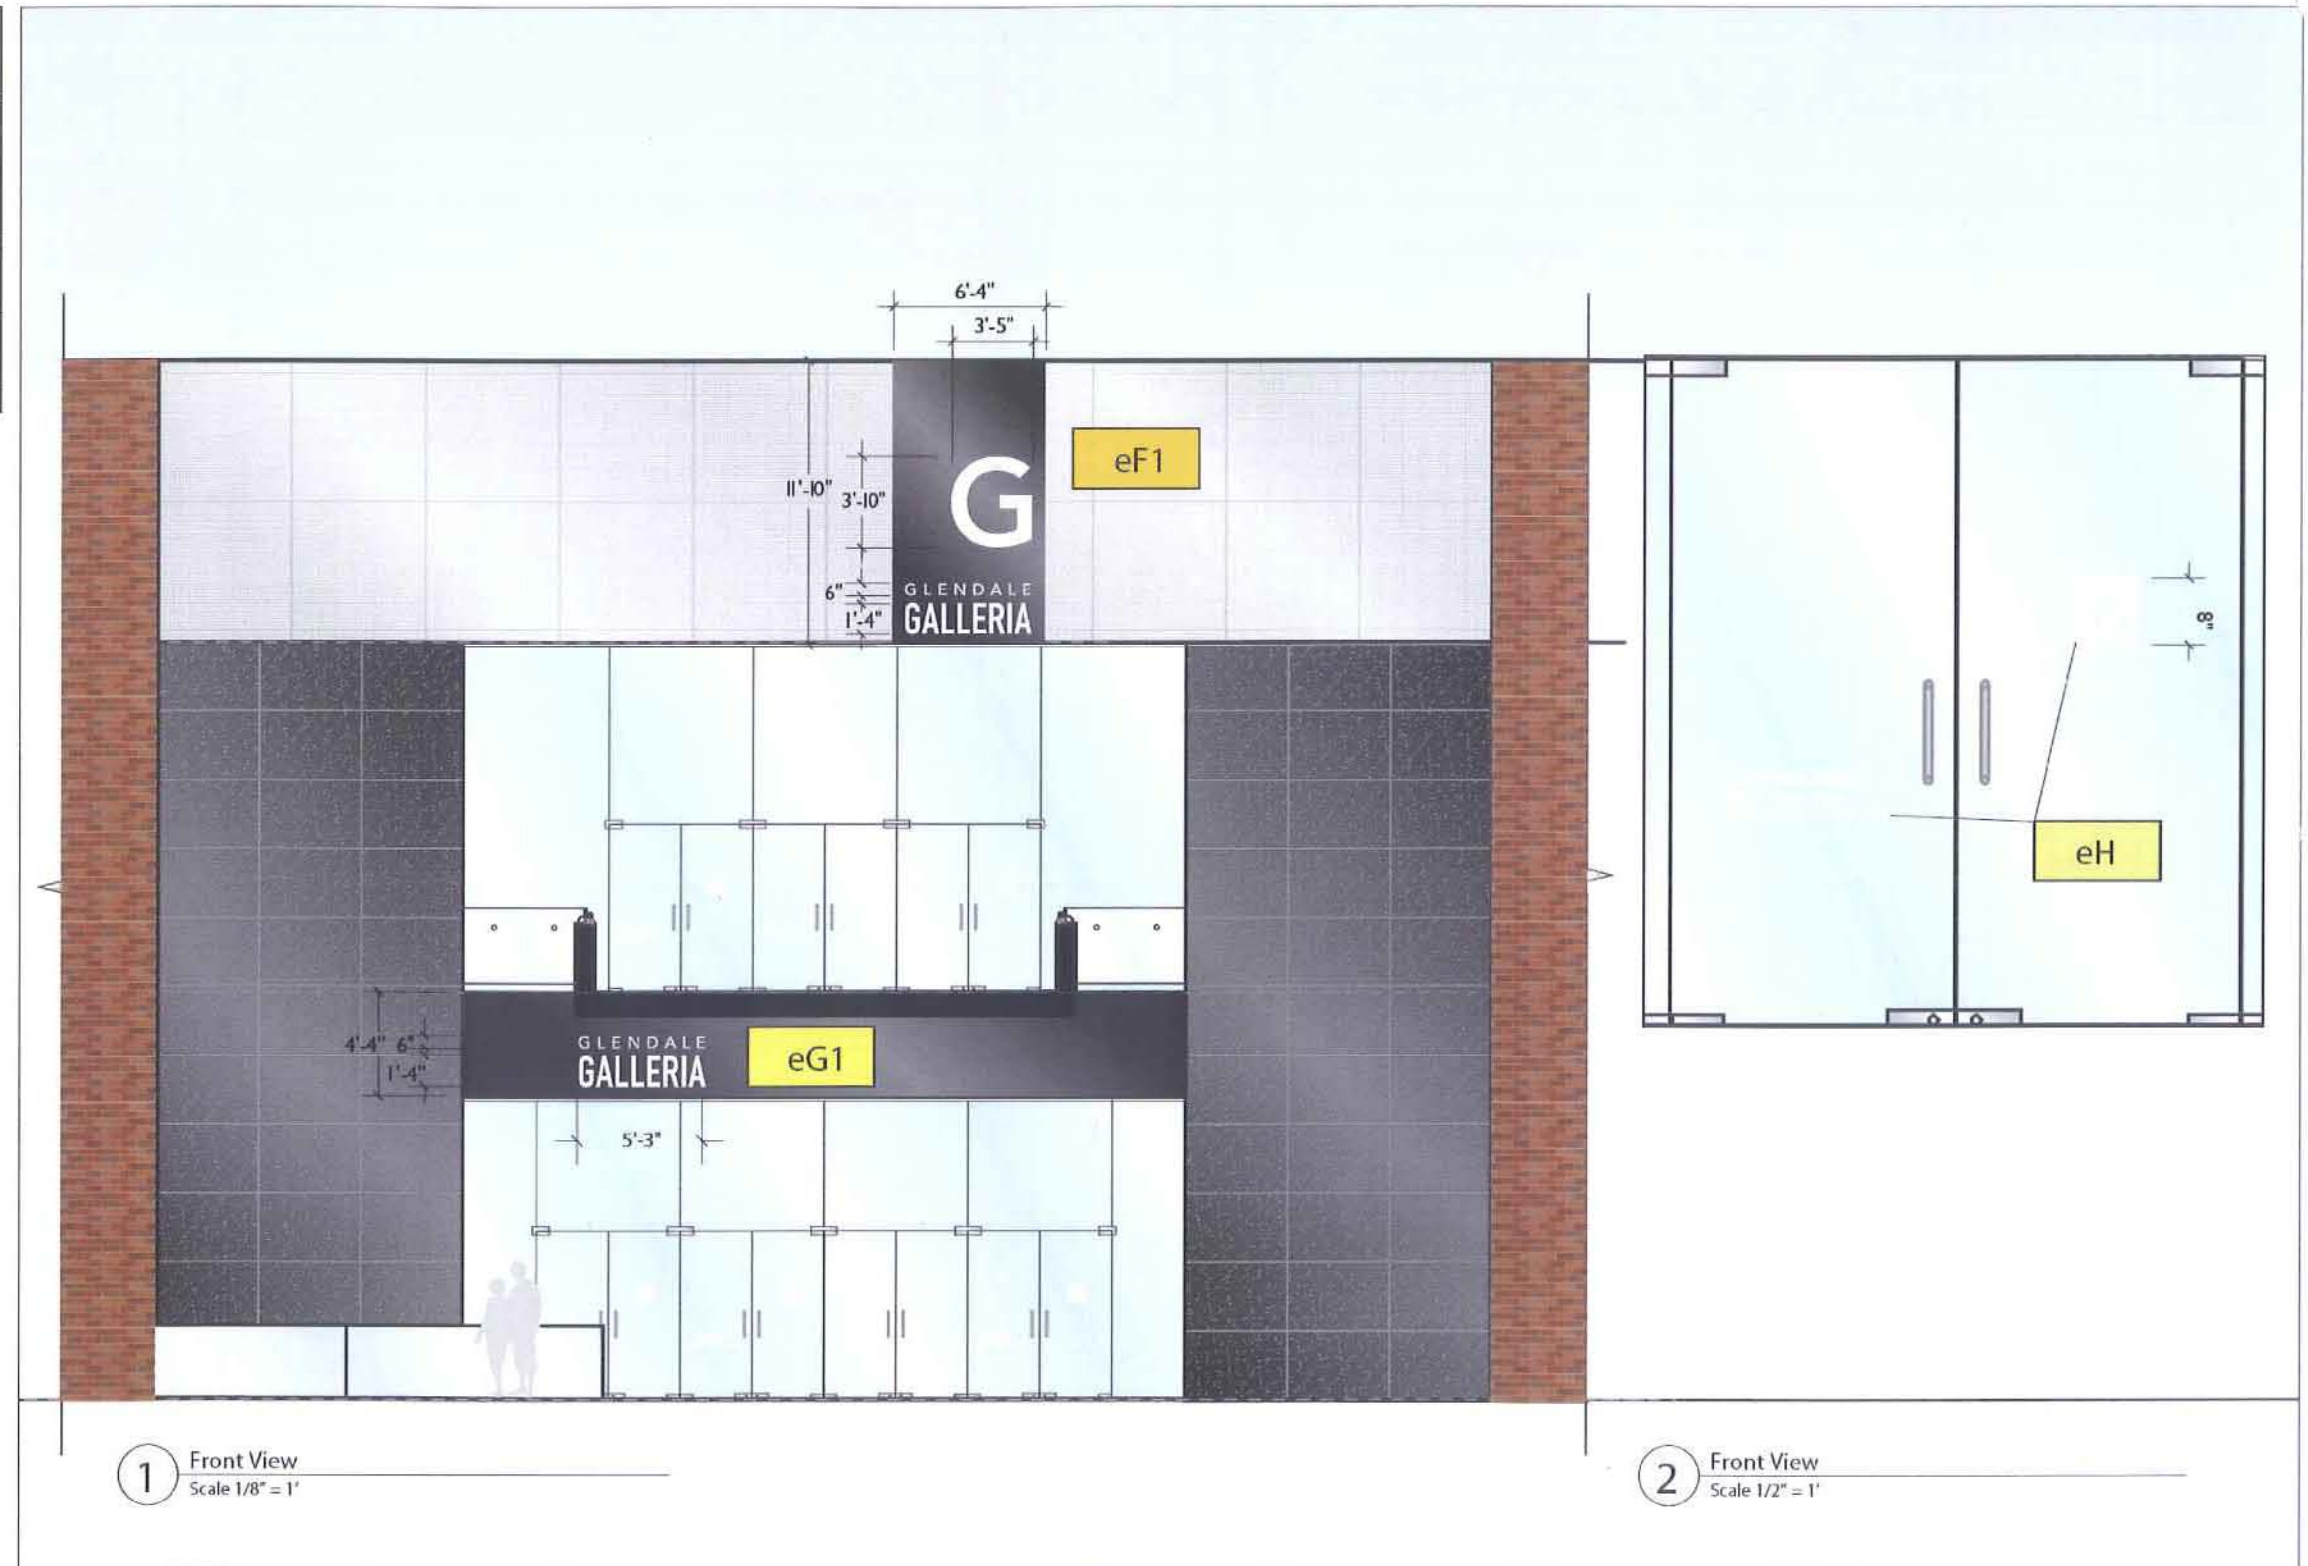 6'-4"
3'-5"
11'-10"
3'-10"
6"
1'-4"
G
GLENDALE
GALLERIA
eF1
8"
eH
4'-4"
6"
1'-4"
GLENDALE
GALLERIA
eG1
5'-3"
1
Front View
Scale 1/8" = 1'
2
Front View
Scale 1/2" = 1'